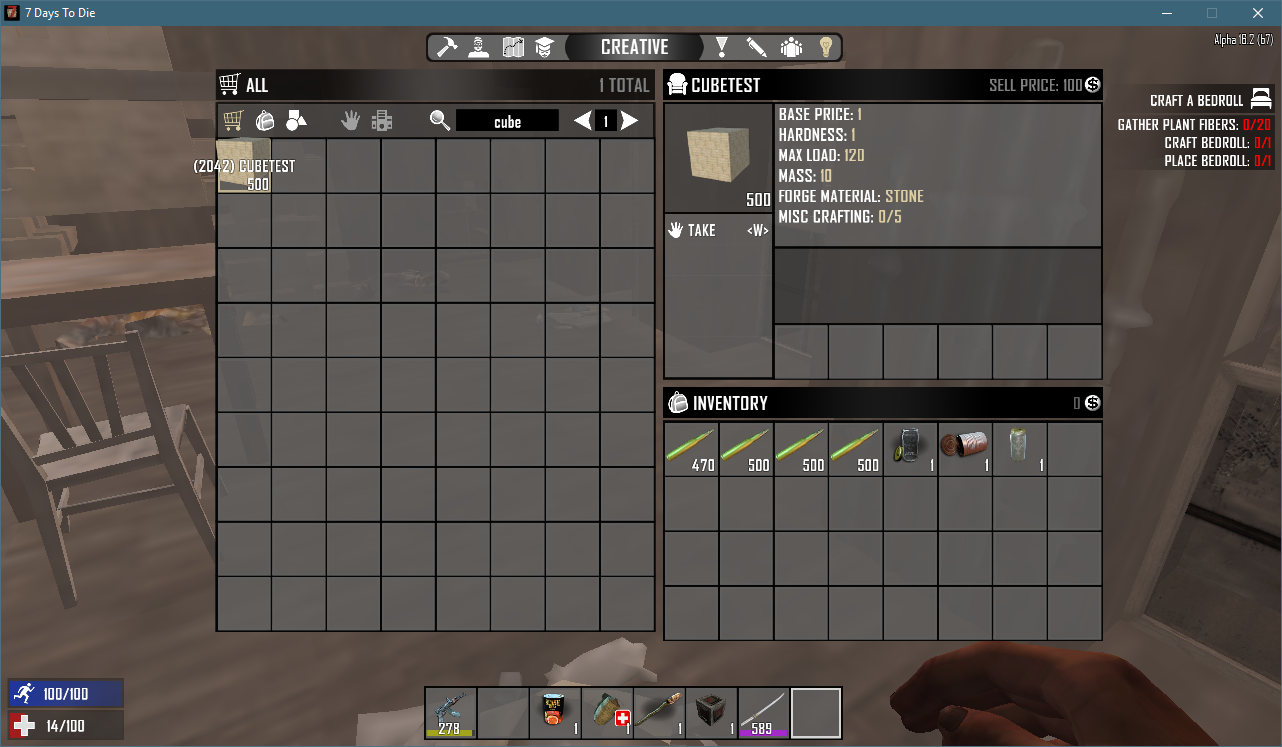 7 Days To Die
Alpha 16.2 (b7)
CREATIVE
ALL
1 TOTAL
cube
1
(2042) CUBETEST
500
CUBETEST
SELL PRICE: 100
500
TAKE <W>
BASE PRICE: 1
HARDNESS: 1
MAX LOAD: 120
MASS: 10
FORGE MATERIAL: STONE
MISC CRAFTING: 0/5
CRAFT A BEDROLL
GATHER PLANT FIBERS: 0/20
CRAFT BEDROLL: 0/1
PLACE BEDROLL: 0/1
INVENTORY
0
470 500 500 500 1 1 1
100/100
14/100
278 1 1 1 1 589